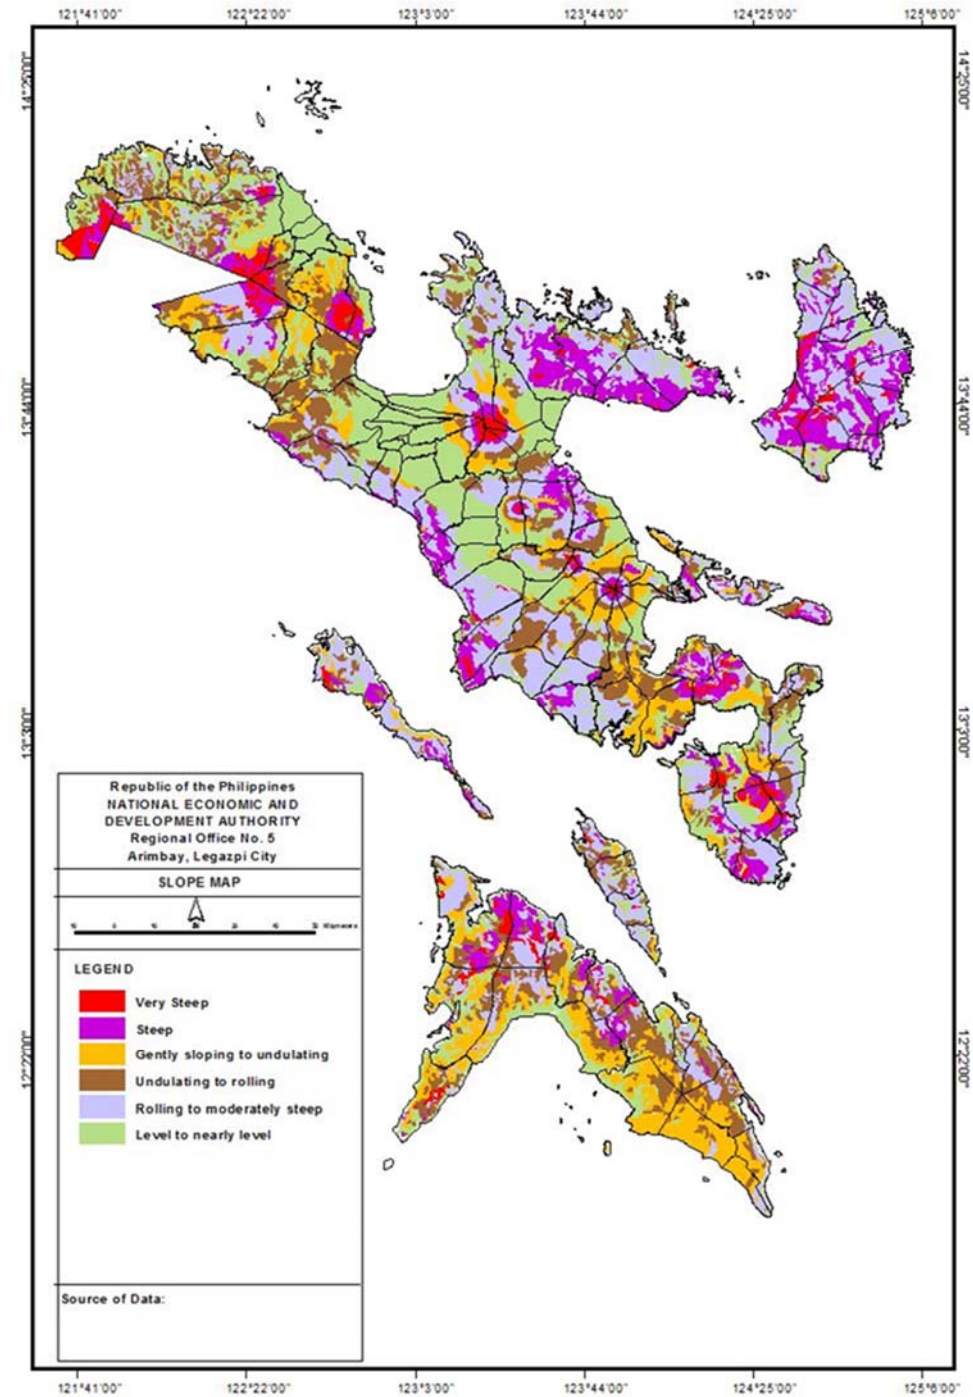 121°41'00" 122°22'00" 123°3'00" 123°44'00" 124°25'00" 125°6'00"
14°25'00" 14°25'00"
13°44'00" 13°44'00"
13°3'00" 13°3'00"
12°22'00" 12°22'00"
Republic of the Philippines
NATIONAL ECONOMIC AND
DEVELOPMENT AUTHORITY
Regional Office No. 5
Arimbay, Legazpi City
SLOPE MAP
Kilometers
LEGEND
Very Steep
Steep
Gently sloping to undulating
Undulating to rolling
Rolling to moderately steep
Level to nearly level
Source of Data:
121°41'00" 122°22'00" 123°3'00" 123°44'00" 124°25'00" 125°6'00"